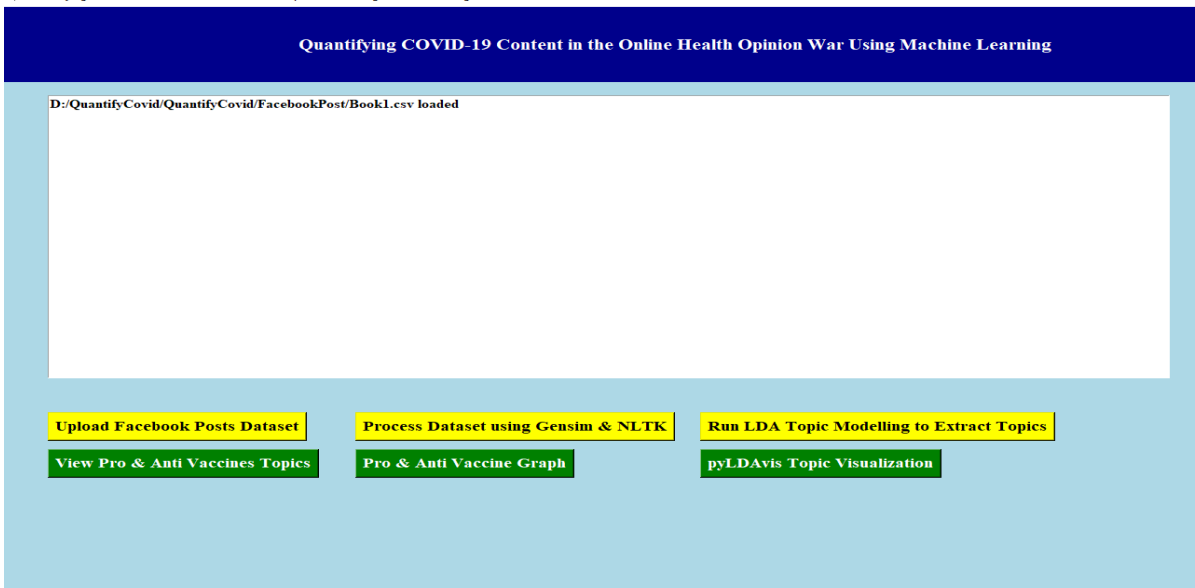 Quantifying COVID-19 Content in the Online Health Opinion War Using Machine Learning
D:/QuantifyCovid/QuantifyCovid/FacebookPost/Book1.csv loaded
Upload Facebook Posts Dataset
Process Dataset using Gensim & NLTK
Run LDA Topic Modelling to Extract Topics
View Pro & Anti Vaccines Topics
Pro & Anti Vaccine Graph
pyLDAvis Topic Visualization